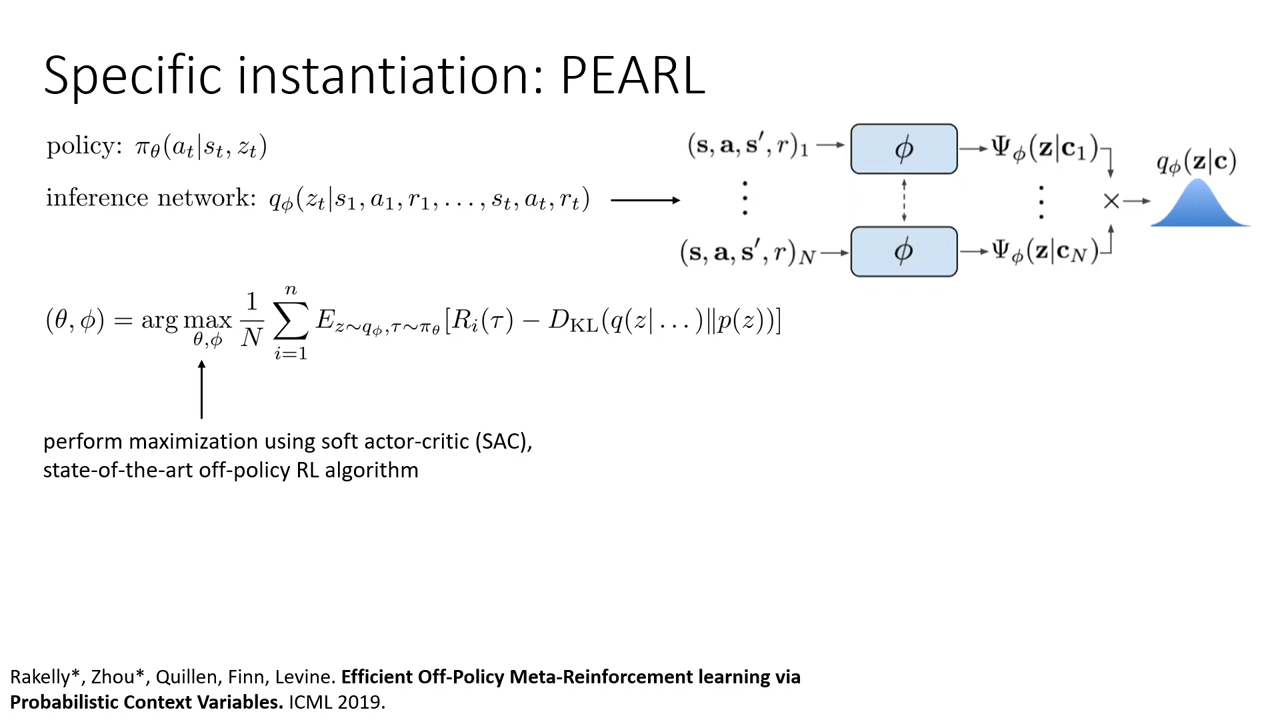 Specific instantiation: PEARL
policy: πθ(at|st, zt)
inference network: qϕ(zt|s1, a1, r1, . . . , st, at, rt)
(s, a, s′, r)1
ϕ
Ψϕ(z|c1)
qϕ(z|c)
⋮ ⋮
×
(s, a, s′, r)N
ϕ
Ψϕ(z|cN)
(θ, ϕ) = arg max θ,ϕ 1/N ∑ i=1 n Ez∼qϕ,τ∼πθ[Ri(τ) − DKL(q(z| . . .)‖p(z))]
perform maximization using soft actor-critic (SAC),
state-of-the-art off-policy RL algorithm
Rakelly*, Zhou*, Quillen, Finn, Levine. Efficient Off-Policy Meta-Reinforcement learning via
Probabilistic Context Variables. ICML 2019.